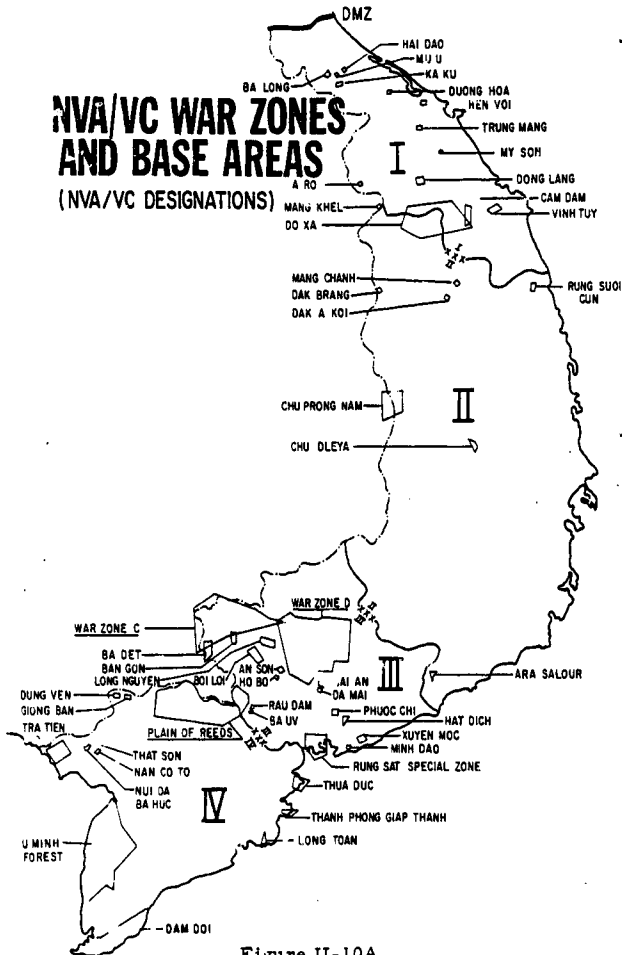 DMZ
HAI DAO
MU U
KA KU
BA LONG
DUONG HOA
HEN VOI
NVA/VC WAR ZONES
AND BASE AREAS
(NVA/VC DESIGNATIONS)
TRUNG MANG
MY SON
I
A RO
DONG LANG
MANG KHEL
CAM DAM
VINH TUY
DO XA
MANG CHANH
DAK BRANG
DAK A KOI
RUNG SUOI
CUN
CHU PRONG NAM
II
CHU DLEYA
WAR ZONE D
WAR ZONE C
BA DET
BAN GON
LONG NGUYEN
BOI LOI
AN SON
HO BO
III
AI AN
DA MAI
ARA SALOUR
DUNG VEN
GIONG BAN
TRA TIEN
RAU DAM
BA UV
PHUOC CHI
HAT DICH
PLAIN OF REEDS
XUYEN MOC
MINH DAO
THAT SON
NAN CO TO
NUI DA
BA HUC
RUNG SAT SPECIAL ZONE
THUA DUC
IV
THANH PHONG GIAP THANH
U MINH
FOREST
LONG TOAN
DAM DOI
Figure II-10A